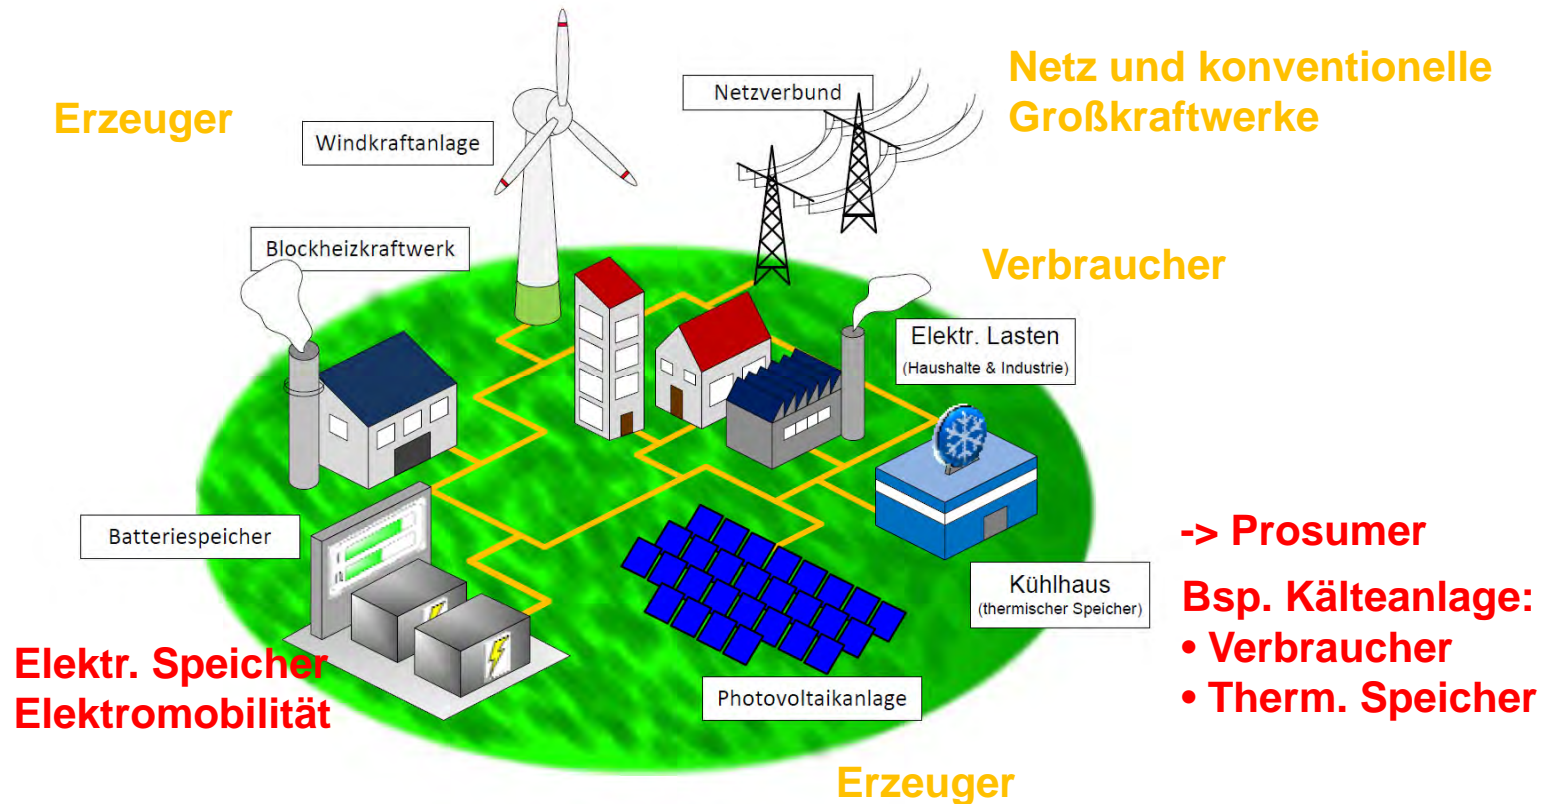 Erzeuger
Windkraftanlage
Netzverbund
Netz und konventionelle
Großkraftwerke
Blockheizkraftwerk
Verbraucher
Elektr. Lasten
(Haushalte & Industrie)
Batteriespeicher
Elektr. Speicher
Elektromobilität
Photovoltaikanlage
Kühlhaus
(thermischer Speicher)
-> Prosumer
Bsp. Kälteanlage:
• Verbraucher
• Therm. Speicher
Erzeuger